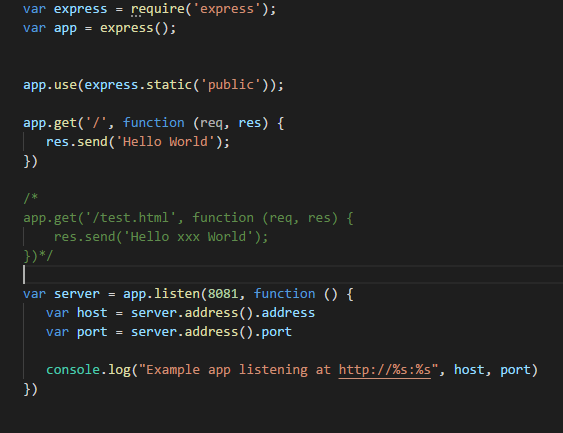 var express = require('express');
var app = express();
app.use(express.static('public'));
app.get('/', function (req, res) {
res.send('Hello World');
})
/*
app.get('/test.html', function (req, res) {
res.send('Hello xxx World');
})*/
var server = app.listen(8081, function () {
var host = server.address().address
var port = server.address().port
console.log("Example app listening at http://%s:%s", host, port)
})